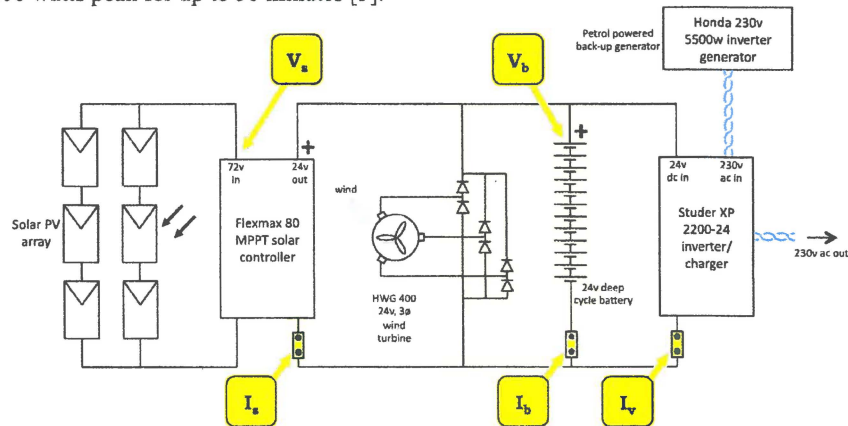 Honda 230v
5500w inverter
generator
Petrol powered
back-up generator
Vs
Vb
+
+
72v
in
24v
out
24v
dc in
230v
ac in
wind
Solar PV
array
Flexmax 80
MPPT solar
controller
Studer XP
2200-24
inverter/
charger
230v ac out
HWG 400
24v, 3ø
wind
turbine
24v deep
cycle battery
Is
Ib
Iv